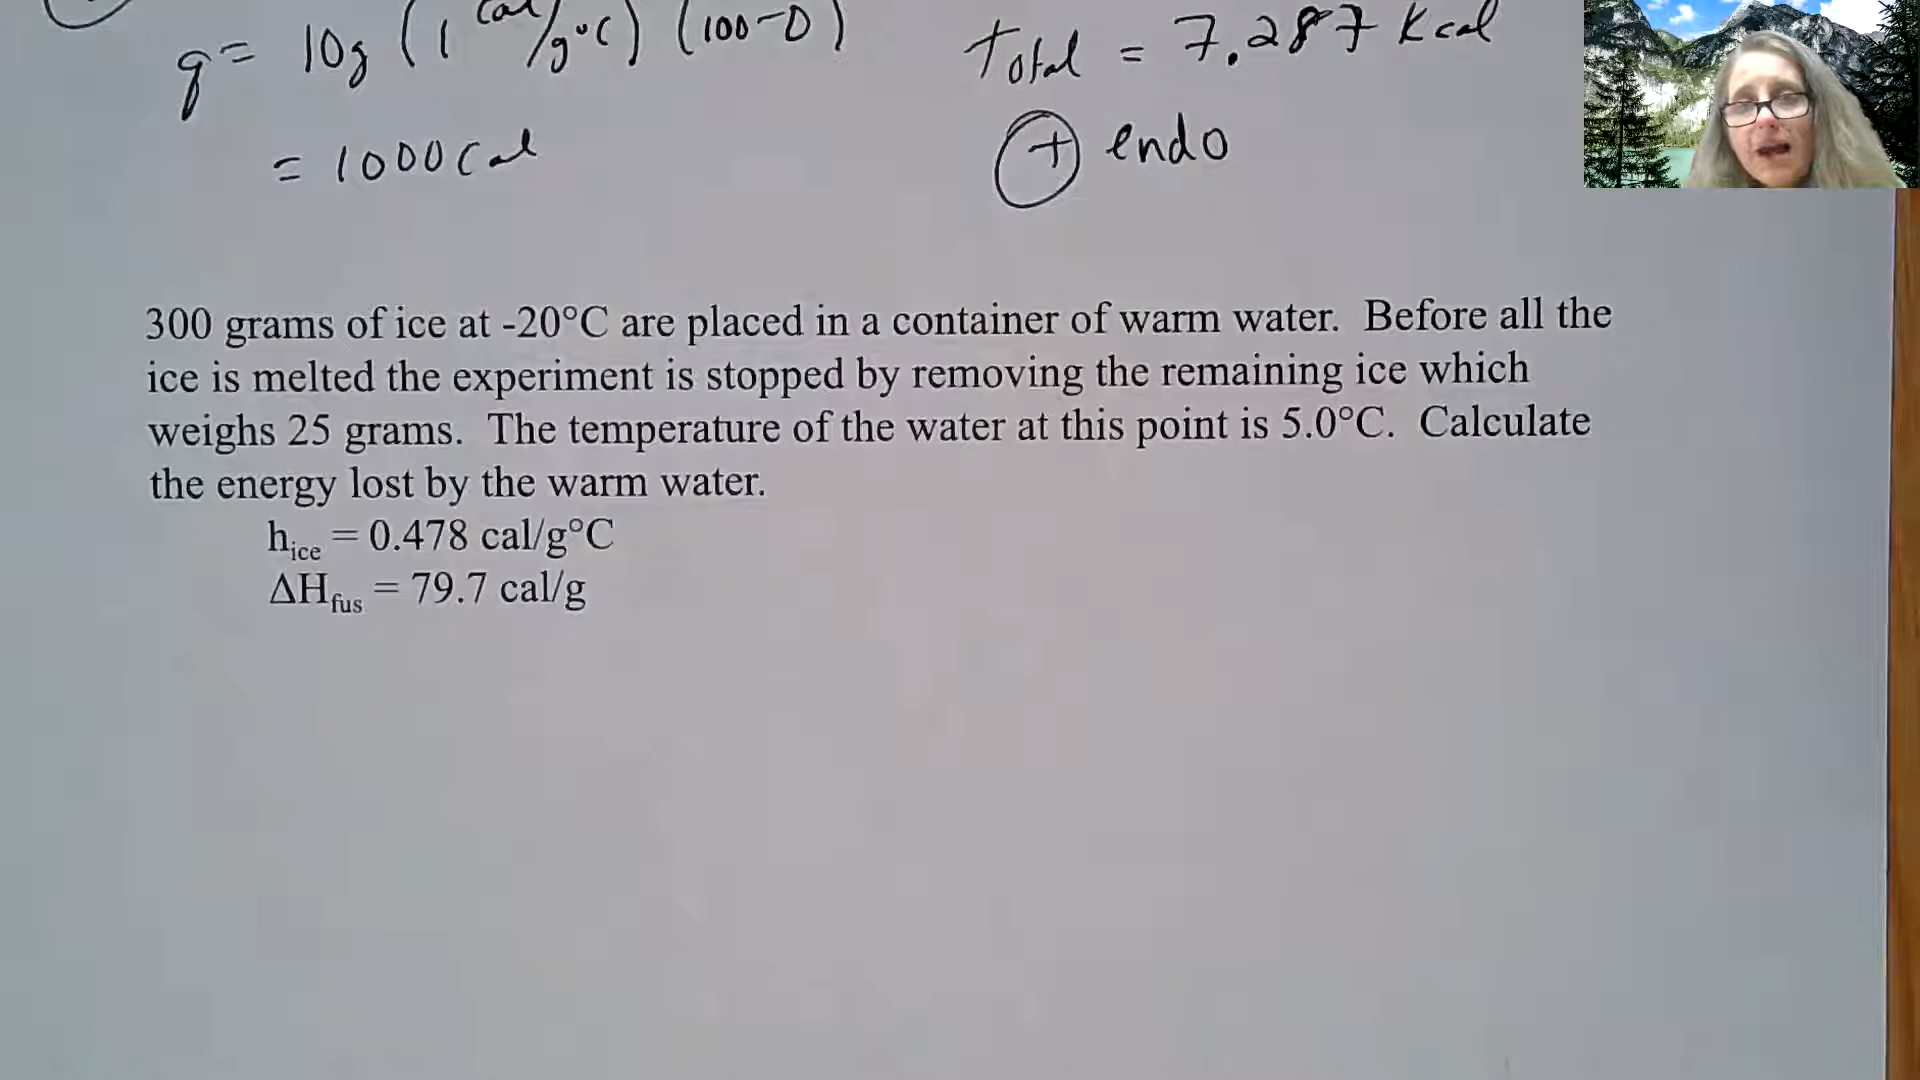 q = 10g (1 cal/g°C) (100-0)
= 1000 cal
Total = 7.287 Kcal
+ endo
300 grams of ice at -20°C are placed in a container of warm water. Before all the
ice is melted the experiment is stopped by removing the remaining ice which
weighs 25 grams. The temperature of the water at this point is 5.0°C. Calculate
the energy lost by the warm water.
hice = 0.478 cal/g°C
ΔHfus = 79.7 cal/g